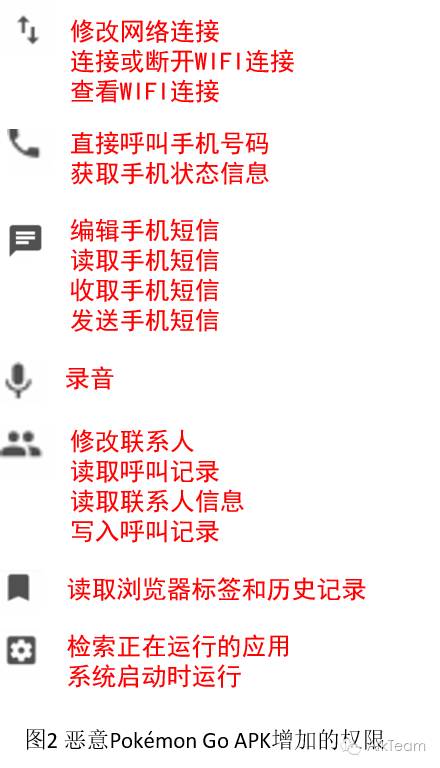 修改网络连接
连接或断开WIFI连接
查看WIFI连接
直接呼叫手机号码
获取手机状态信息
编辑手机短信
读取手机短信
收取手机短信
发送手机短信
录音
修改联系人
读取呼叫记录
读取联系人信息
写入呼叫记录
读取浏览器标签和历史记录
检索正在运行的应用
系统启动时运行
图2 恶意Pokémon Go APK增加的权限